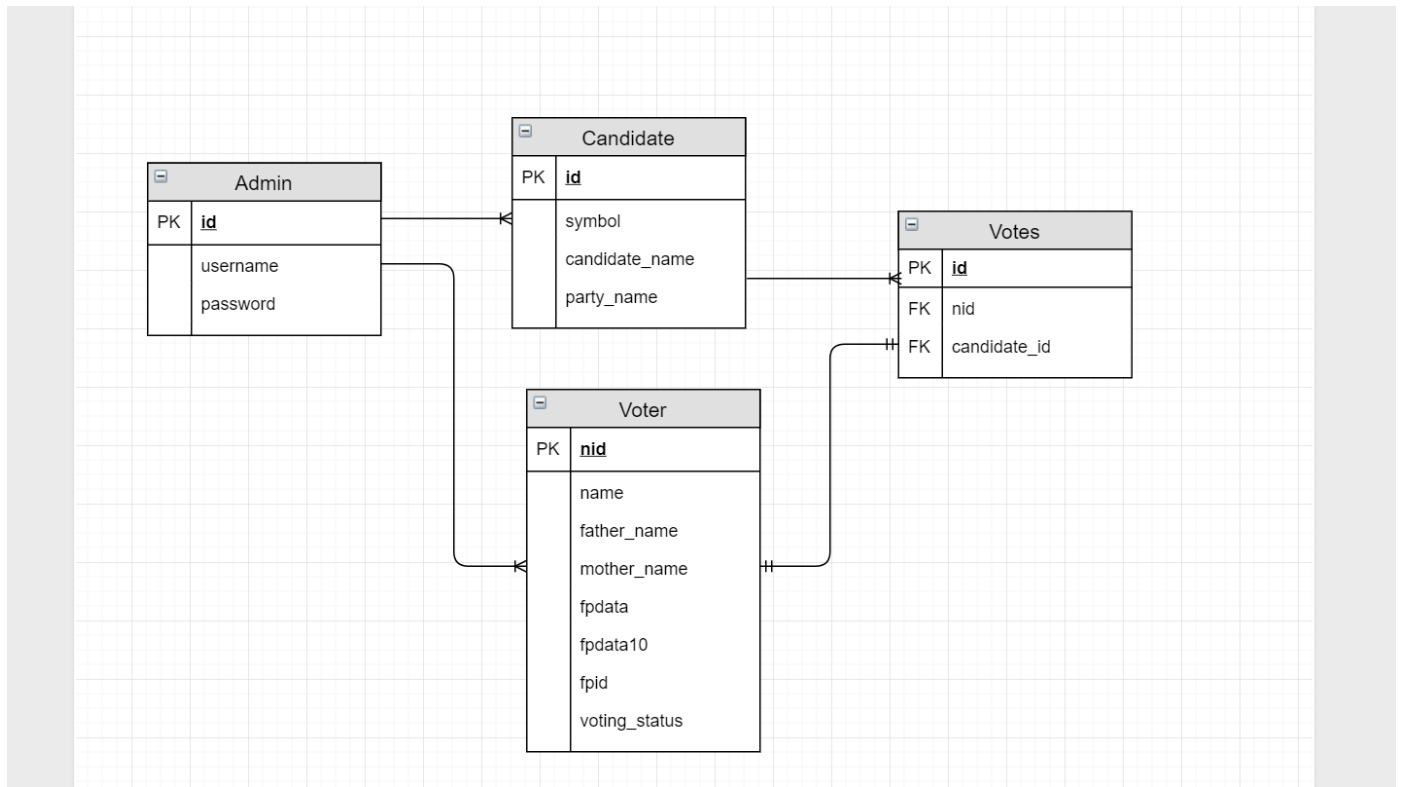 Admin
PK id
username
password
Candidate
PK id
symbol
candidate_name
party_name
Votes
PK id
FK nid
FK candidate_id
Voter
PK nid
name
father_name
mother_name
fpdata
fpdata10
fpid
voting_status